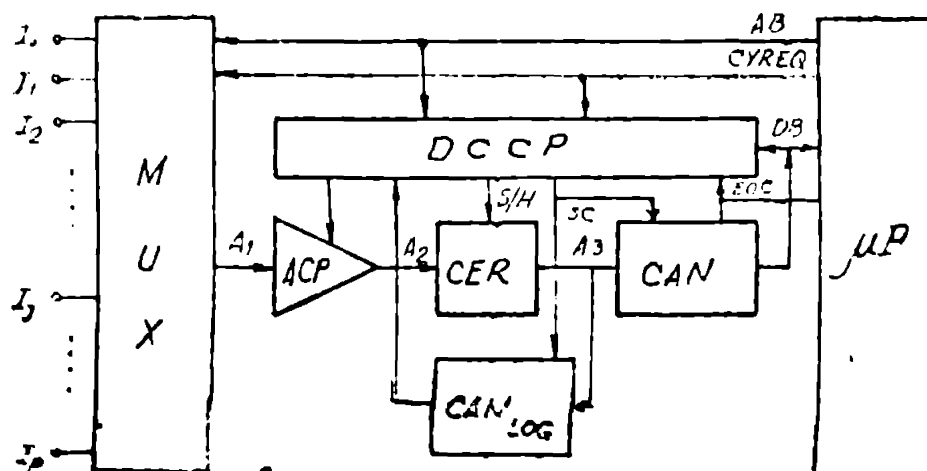 AB
CYREQ
I₁
I₂
DCCP
DB
M
U
X
S/H
SC
EOC
A₁
ACP
A₂
CER
A3
CAN
μP
Ij
CAN LOG
Ip